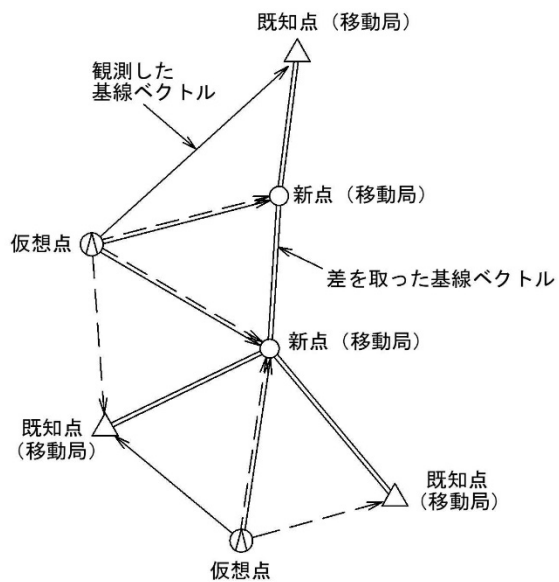 既知点（移動局）
観測した
基線ベクトル
新点（移動局）
仮想点
差を取った基線ベクトル
新点（移動局）
既知点
（移動局）
既知点
（移動局）
仮想点